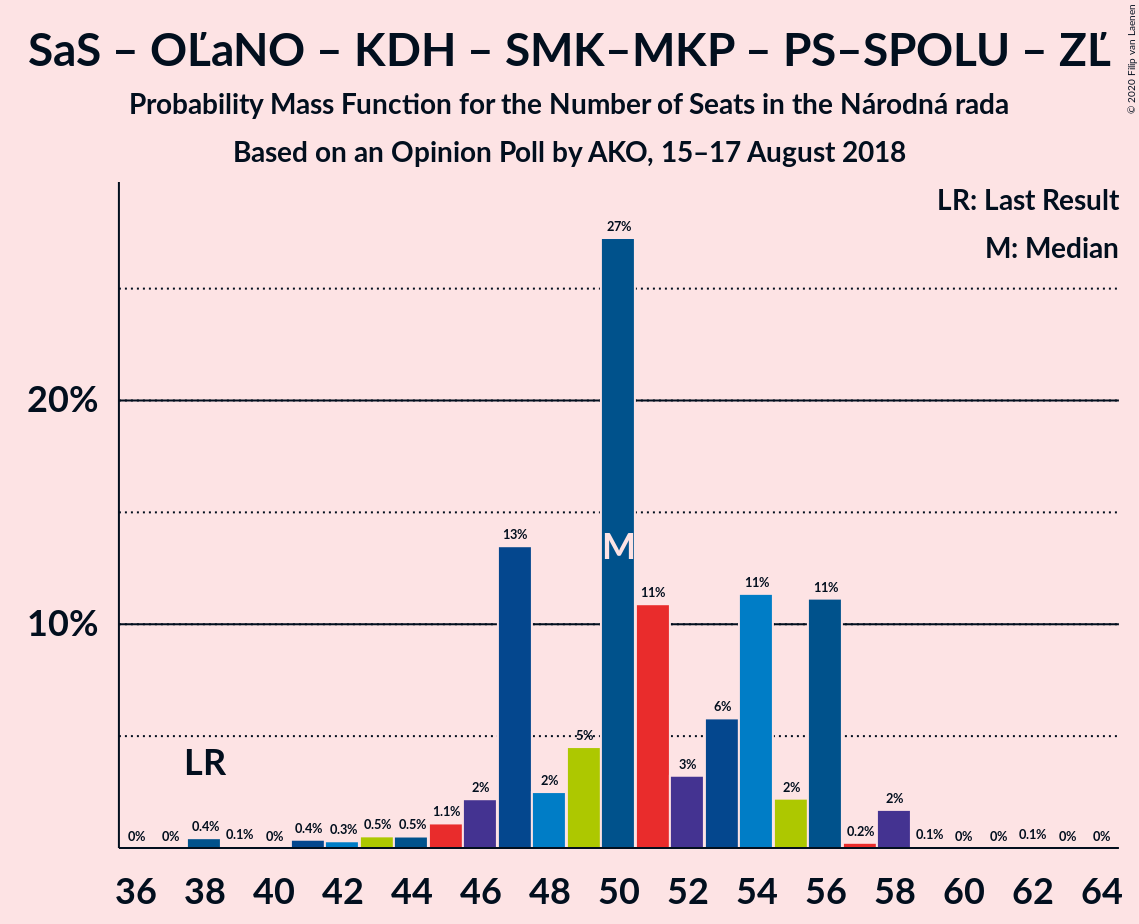 SaS – OĽaNO – KDH – SMK–MKP – PS–SPOLU – ZĽ
Probability Mass Function for the Number of Seats in the Národná rada
Based on an Opinion Poll by AKO, 15–17 August 2018
© 2020 Filip van Laenen
LR: Last Result
M: Median
20%
10%
LR
M
0% 0% 0.4% 0.1% 0% 0.4% 0.3% 0.5% 0.5% 1.1% 2% 13% 2% 5% 27% 11% 3% 6% 11% 2% 11% 0.2% 2% 0.1% 0% 0% 0.1% 0% 0%
36 38 40 42 44 46 48 50 52 54 56 58 60 62 64